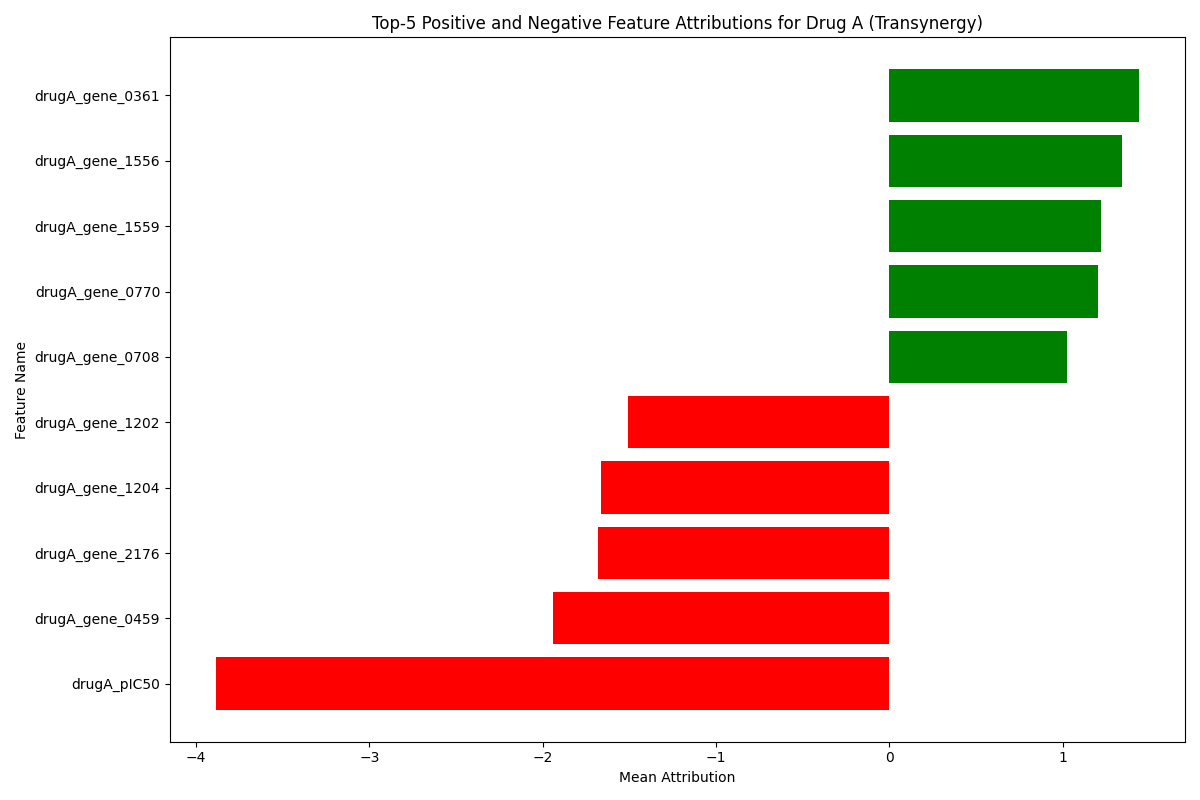 Top-5 Positive and Negative Feature Attributions for Drug A (Transynergy)
Feature Name
drugA_gene_0361
drugA_gene_1556
drugA_gene_1559
drugA_gene_0770
drugA_gene_0708
drugA_gene_1202
drugA_gene_1204
drugA_gene_2176
drugA_gene_0459
drugA_pIC50
−4 −3 −2 −1 0 1
Mean Attribution